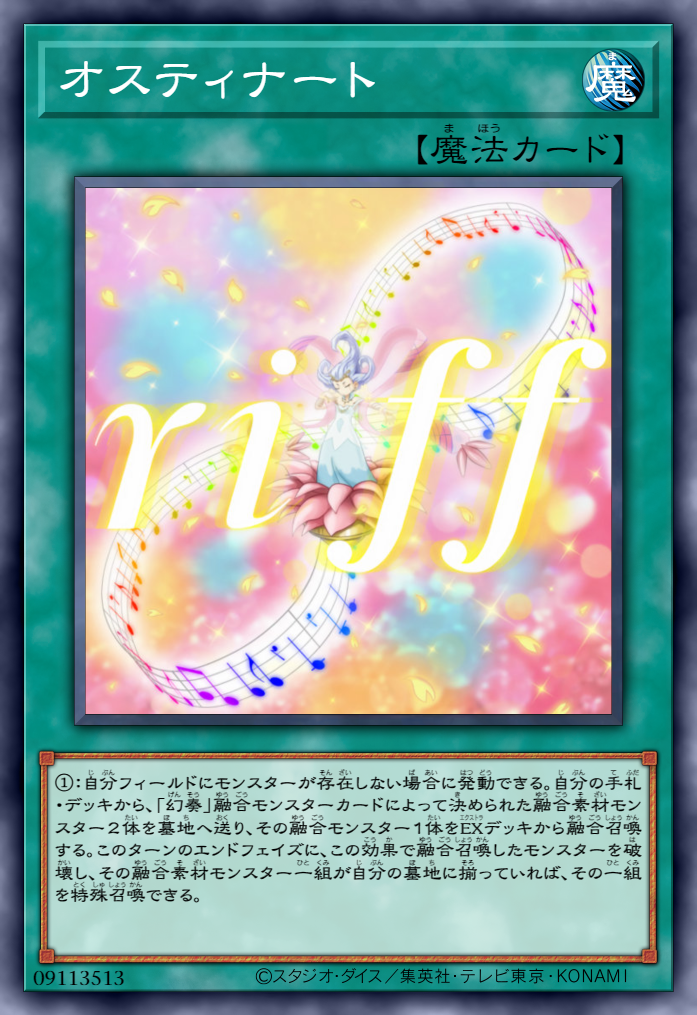 オスティナート
魔
【魔法カード】
riff
①:自分フィールドにモンスターが存在しない場合に発動できる。自分の手札
・デッキから、「幻奏」融合モンスターカードによって決められた融合素材モン
スター2体を墓地へ送り、その融合モンスター1体をEXデッキから融合召喚
する。このターンのエンドフェイズに、この効果で融合召喚したモンスターを破
壊し、その融合素材モンスター一組が自分の墓地に揃っていれば、その一組
を特殊召喚できる。
09113513
©スタジオ・ダイス/集英社・テレビ東京・KONAMI